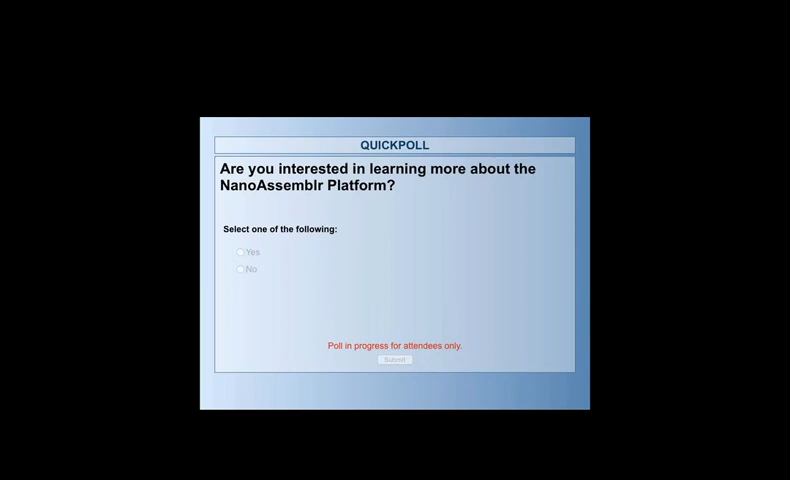 QUICKPOLL
Are you interested in learning more about the
NanoAssemblr Platform?
Select one of the following:
Yes
No
Poll in progress for attendees only.
Submit